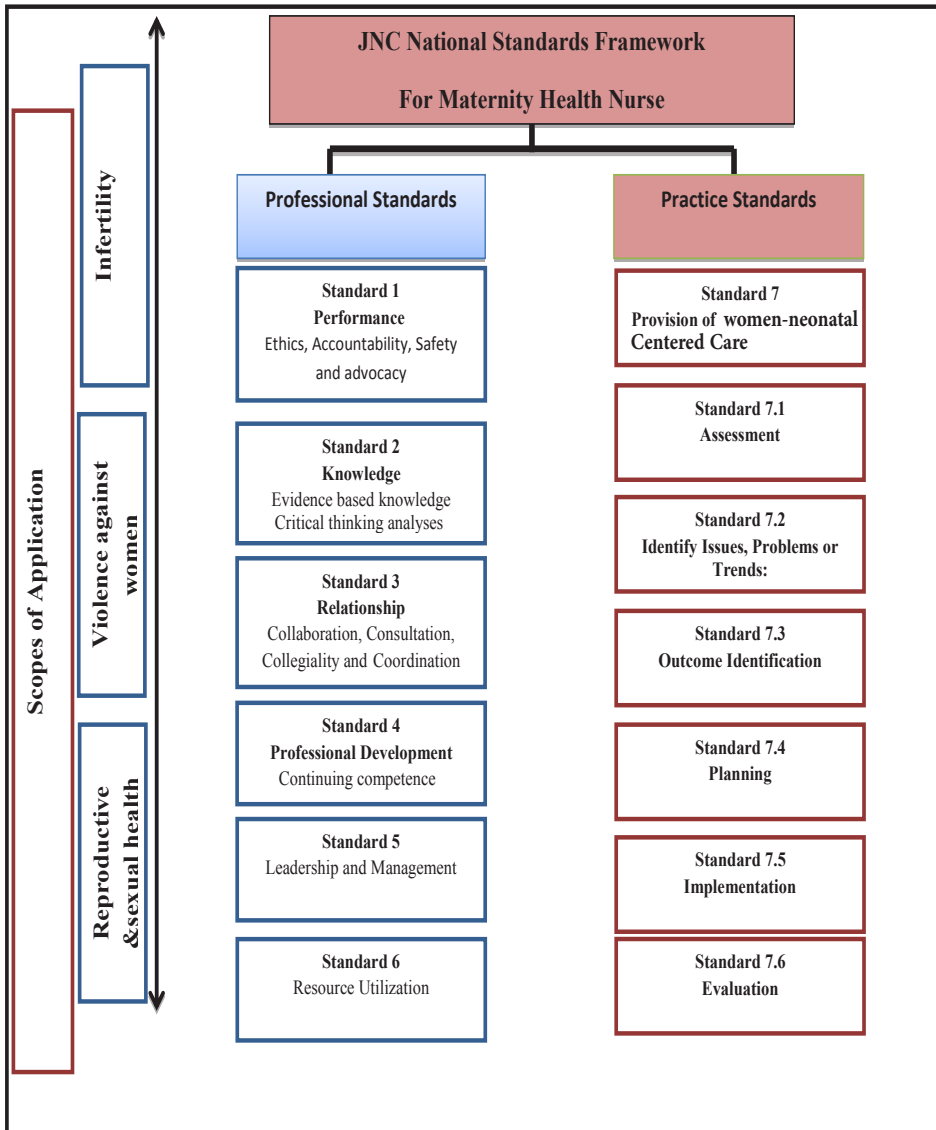 JNC National Standards Framework
For Maternity Health Nurse
Scopes of Application
Infertility
Violence against
women
Reproductive
&sexual health
Professional Standards
Standard 1
Performance
Ethics, Accountability, Safety
and advocacy
Standard 2
Knowledge
Evidence based knowledge
Critical thinking analyses
Standard 3
Relationship
Collaboration, Consultation,
Collegiality and Coordination
Standard 4
Professional Development
Continuing competence
Standard 5
Leadership and Management
Standard 6
Resource Utilization
Practice Standards
Standard 7
Provision of women-neonatal
Centered Care
Standard 7.1
Assessment
Standard 7.2
Identify Issues, Problems or
Trends:
Standard 7.3
Outcome Identification
Standard 7.4
Planning
Standard 7.5
Implementation
Standard 7.6
Evaluation